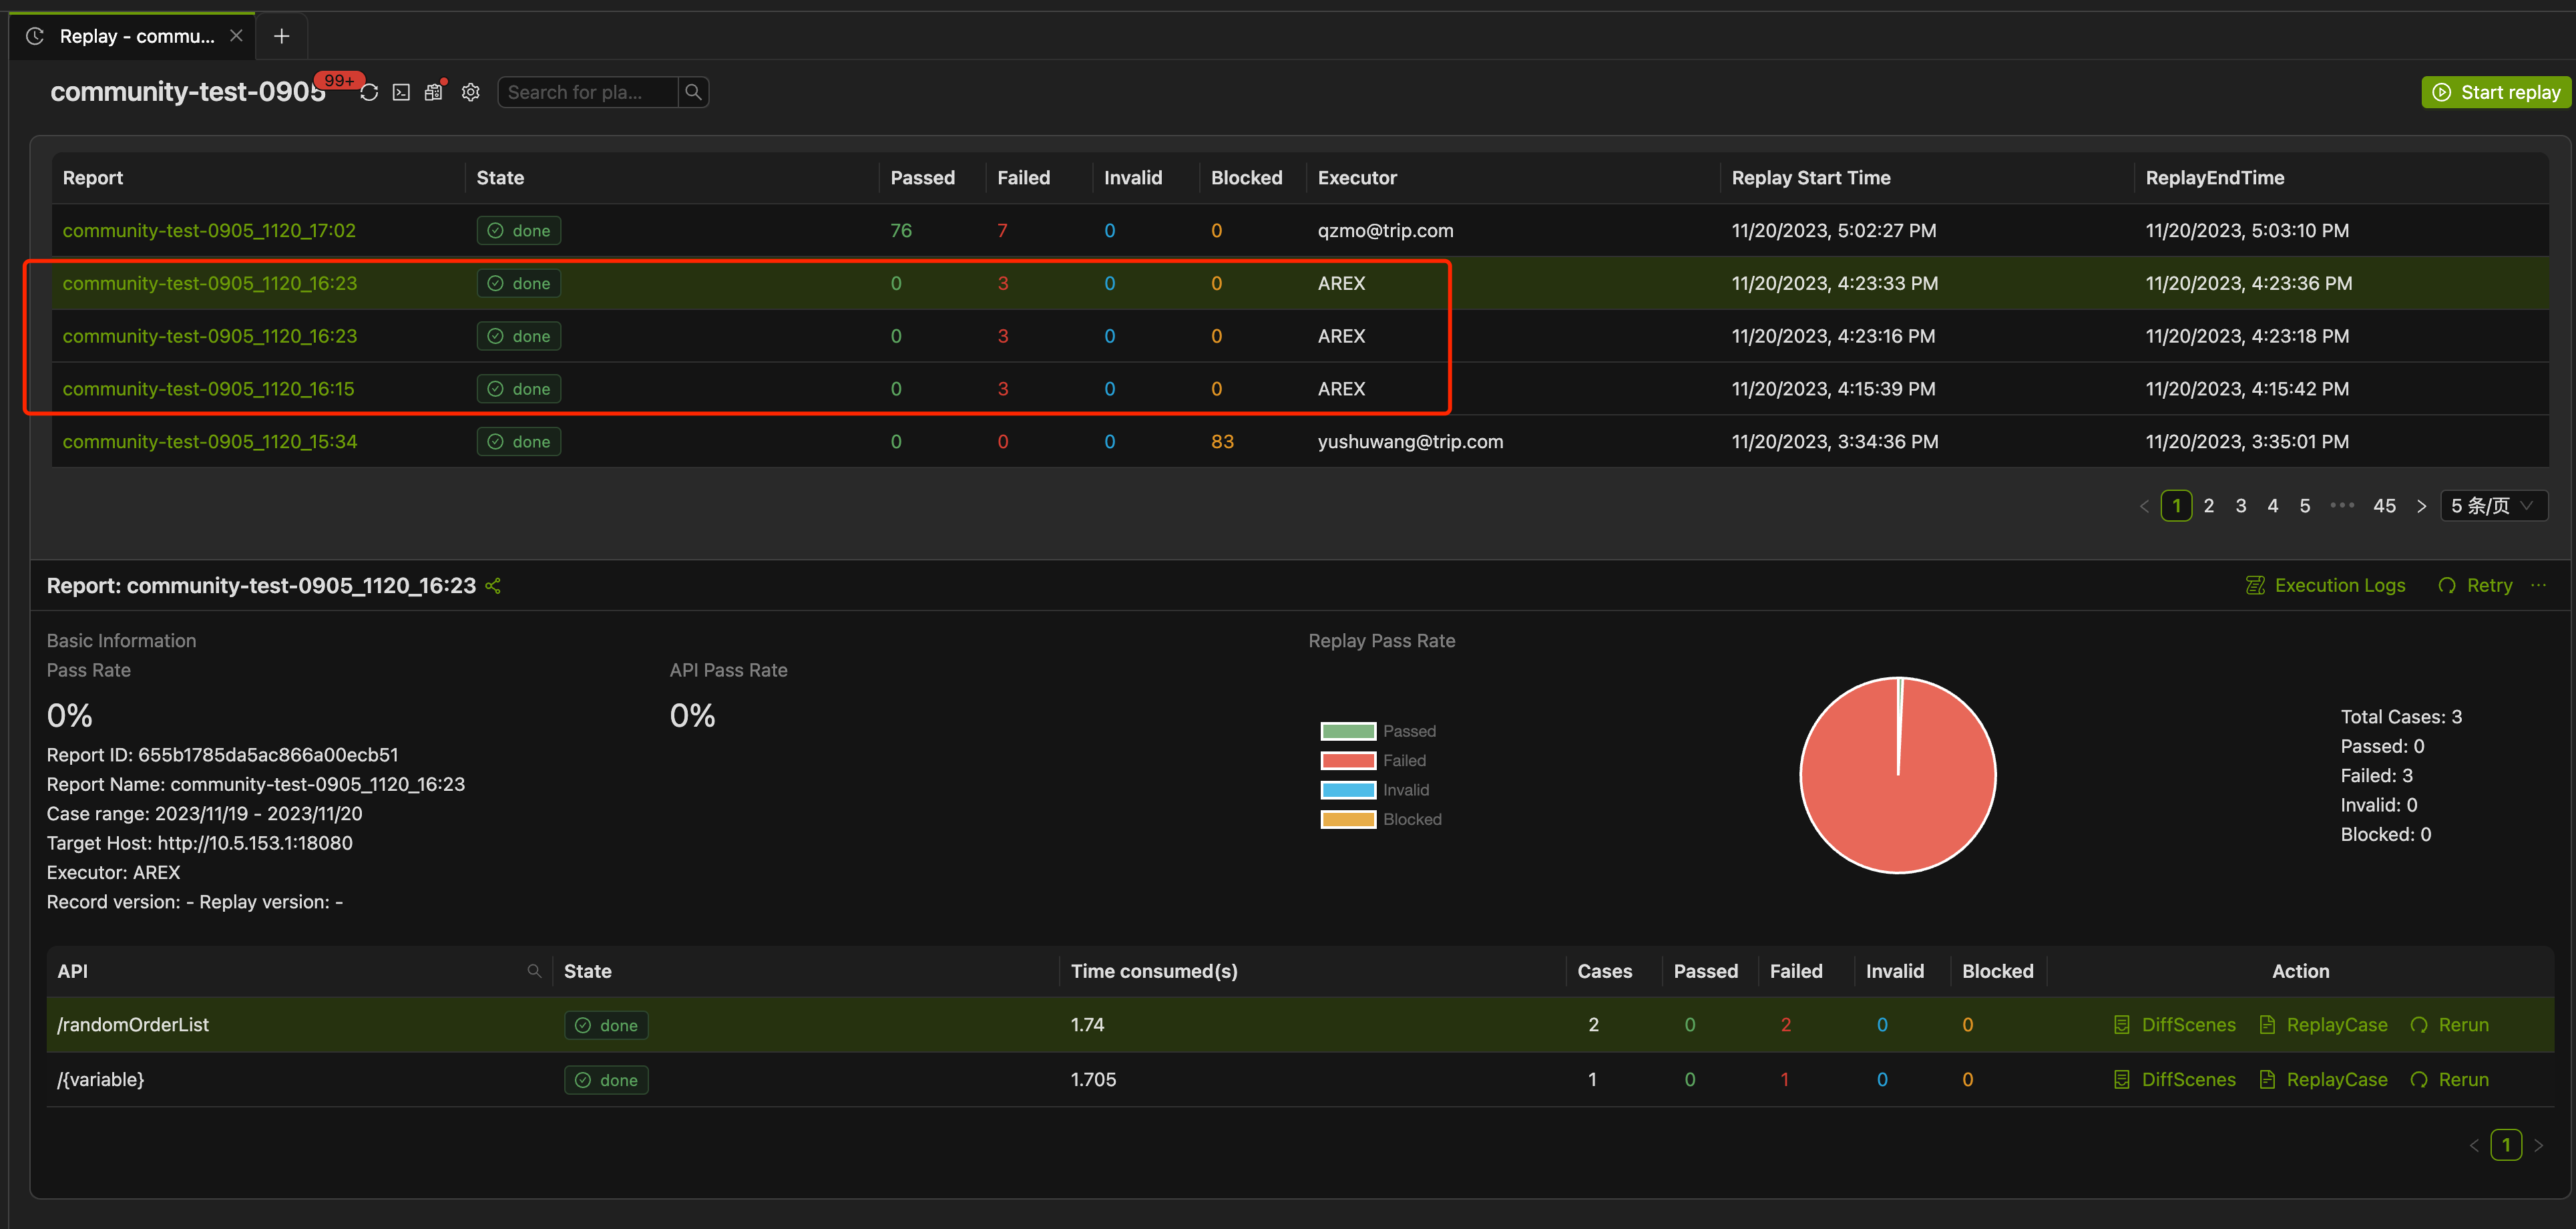 Replay - commu...
community-test-0905 99+ Search for pla... Start replay
Report State Passed Failed Invalid Blocked Executor Replay Start Time ReplayEndTime
community-test-0905_1120_17:02 done 76 7 0 0 qzmo@trip.com 11/20/2023, 5:02:27 PM 11/20/2023, 5:03:10 PM
community-test-0905_1120_16:23 done 0 3 0 0 AREX 11/20/2023, 4:23:33 PM 11/20/2023, 4:23:36 PM
community-test-0905_1120_16:23 done 0 3 0 0 AREX 11/20/2023, 4:23:16 PM 11/20/2023, 4:23:18 PM
community-test-0905_1120_16:15 done 0 3 0 0 AREX 11/20/2023, 4:15:39 PM 11/20/2023, 4:15:42 PM
community-test-0905_1120_15:34 done 0 0 0 83 yushuwang@trip.com 11/20/2023, 3:34:36 PM 11/20/2023, 3:35:01 PM
1 2 3 4 5 ••• 45 5 条/页
Report: community-test-0905_1120_16:23 Execution Logs Retry ...
Basic Information
Pass Rate
0%
API Pass Rate
0%
Report ID: 655b1785da5ac866a00ecb51
Report Name: community-test-0905_1120_16:23
Case range: 2023/11/19 - 2023/11/20
Target Host: http://10.5.153.1:18080
Executor: AREX
Record version: - Replay version: -
Replay Pass Rate
Passed
Failed
Invalid
Blocked
Total Cases: 3
Passed: 0
Failed: 3
Invalid: 0
Blocked: 0
API State Time consumed(s) Cases Passed Failed Invalid Blocked Action
/randomOrderList done 1.74 2 0 2 0 0 DiffScenes ReplayCase Rerun
/{variable} done 1.705 1 0 1 0 0 DiffScenes ReplayCase Rerun
1